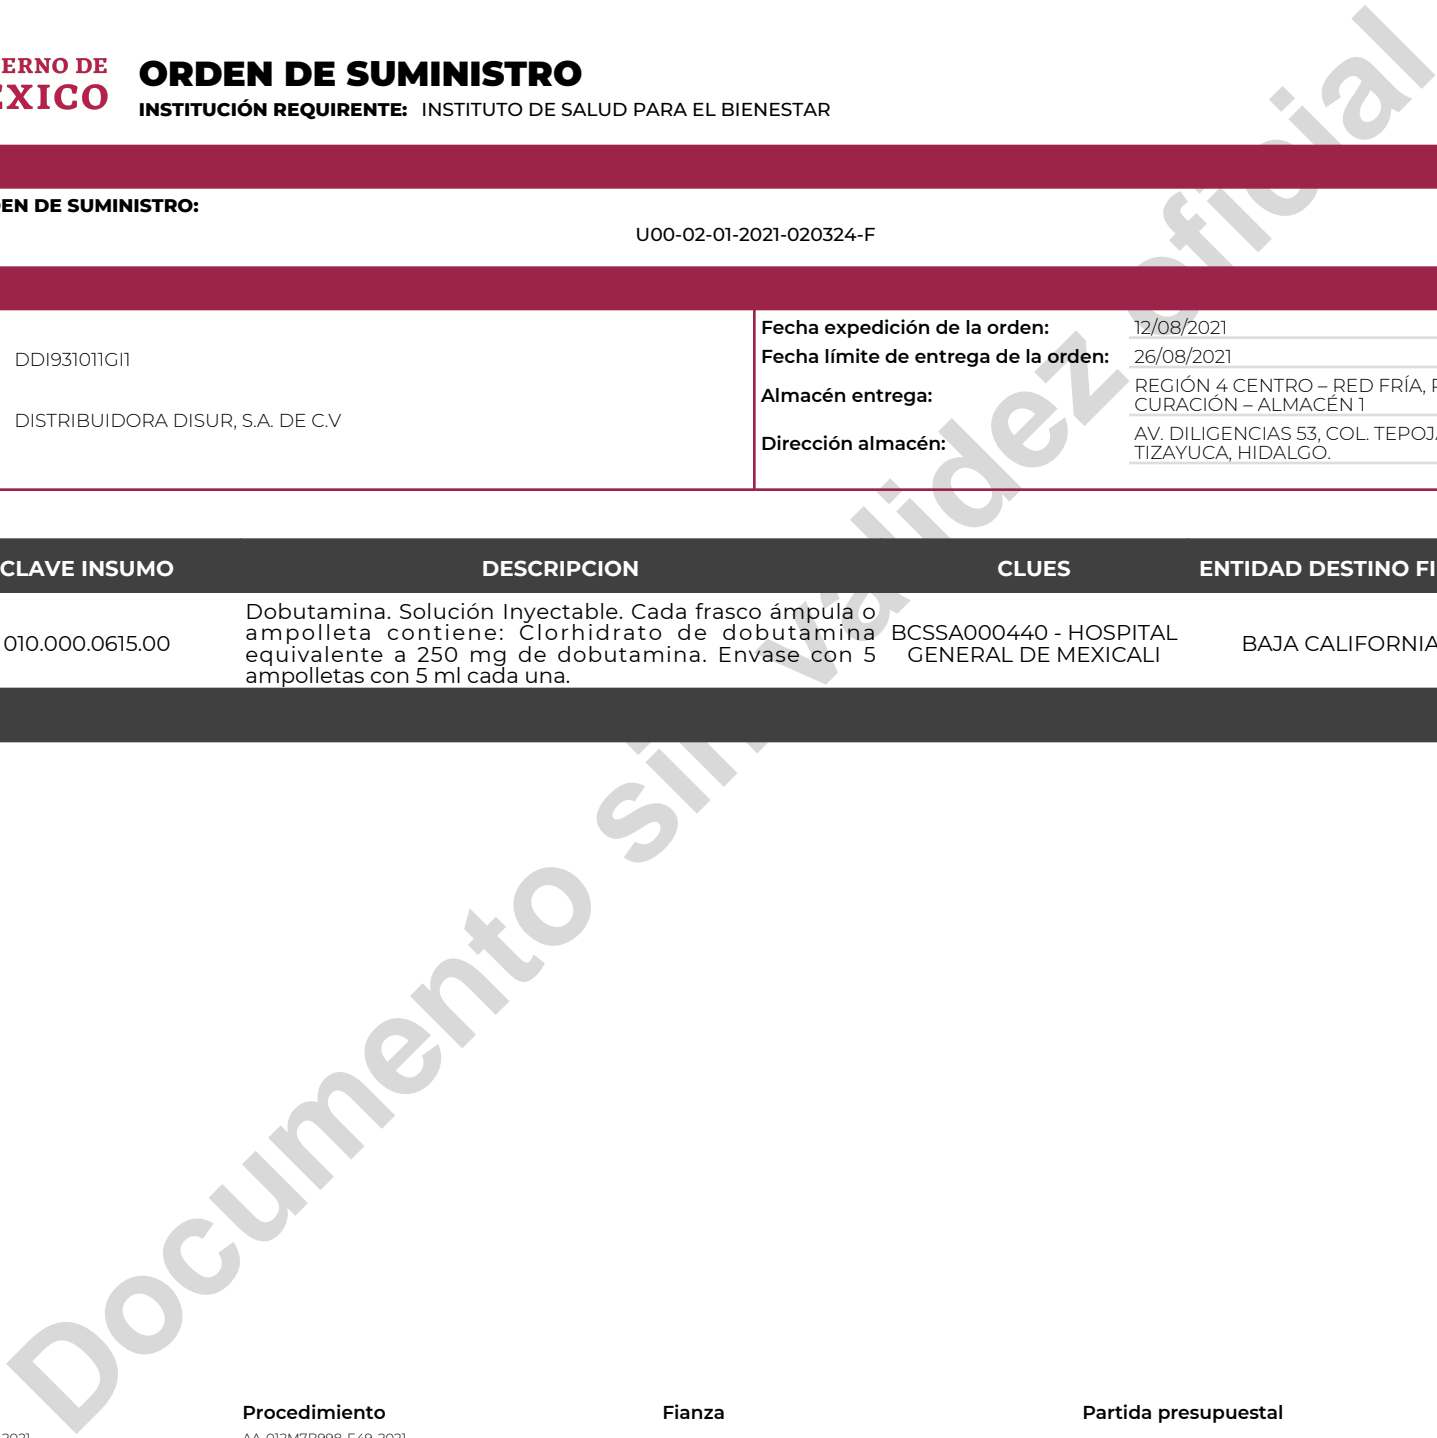 ERNO DE
EXICO
ORDEN DE SUMINISTRO
INSTITUCIÓN REQUIRENTE: INSTITUTO DE SALUD PARA EL BIENESTAR
EN DE SUMINISTRO:
U00-02-01-2021-020324-F
DDI931011GI1
DISTRIBUIDORA DISUR, S.A. DE C.V
Fecha expedición de la orden: 12/08/2021
Fecha límite de entrega de la orden: 26/08/2021
Almacén entrega: REGIÓN 4 CENTRO – RED FRÍA,
CURACIÓN – ALMACÉN 1
Dirección almacén: AV. DILIGENCIAS 53, COL. TEPOJ
TIZAYUCA, HIDALGO.
CLAVE INSUMO DESCRIPCION CLUES ENTIDAD DESTINO FI
010.000.0615.00
Dobutamina. Solución Inyectable. Cada frasco ámpula o
ampolleta contiene: Clorhidrato de dobutamina
equivalente a 250 mg de dobutamina. Envase con 5
ampolletas con 5 ml cada una.
BCSSA000440 - HOSPITAL
GENERAL DE MEXICALI
BAJA CALIFORNIA
Documento sin validez oficial
Procedimiento Fianza Partida presupuestal